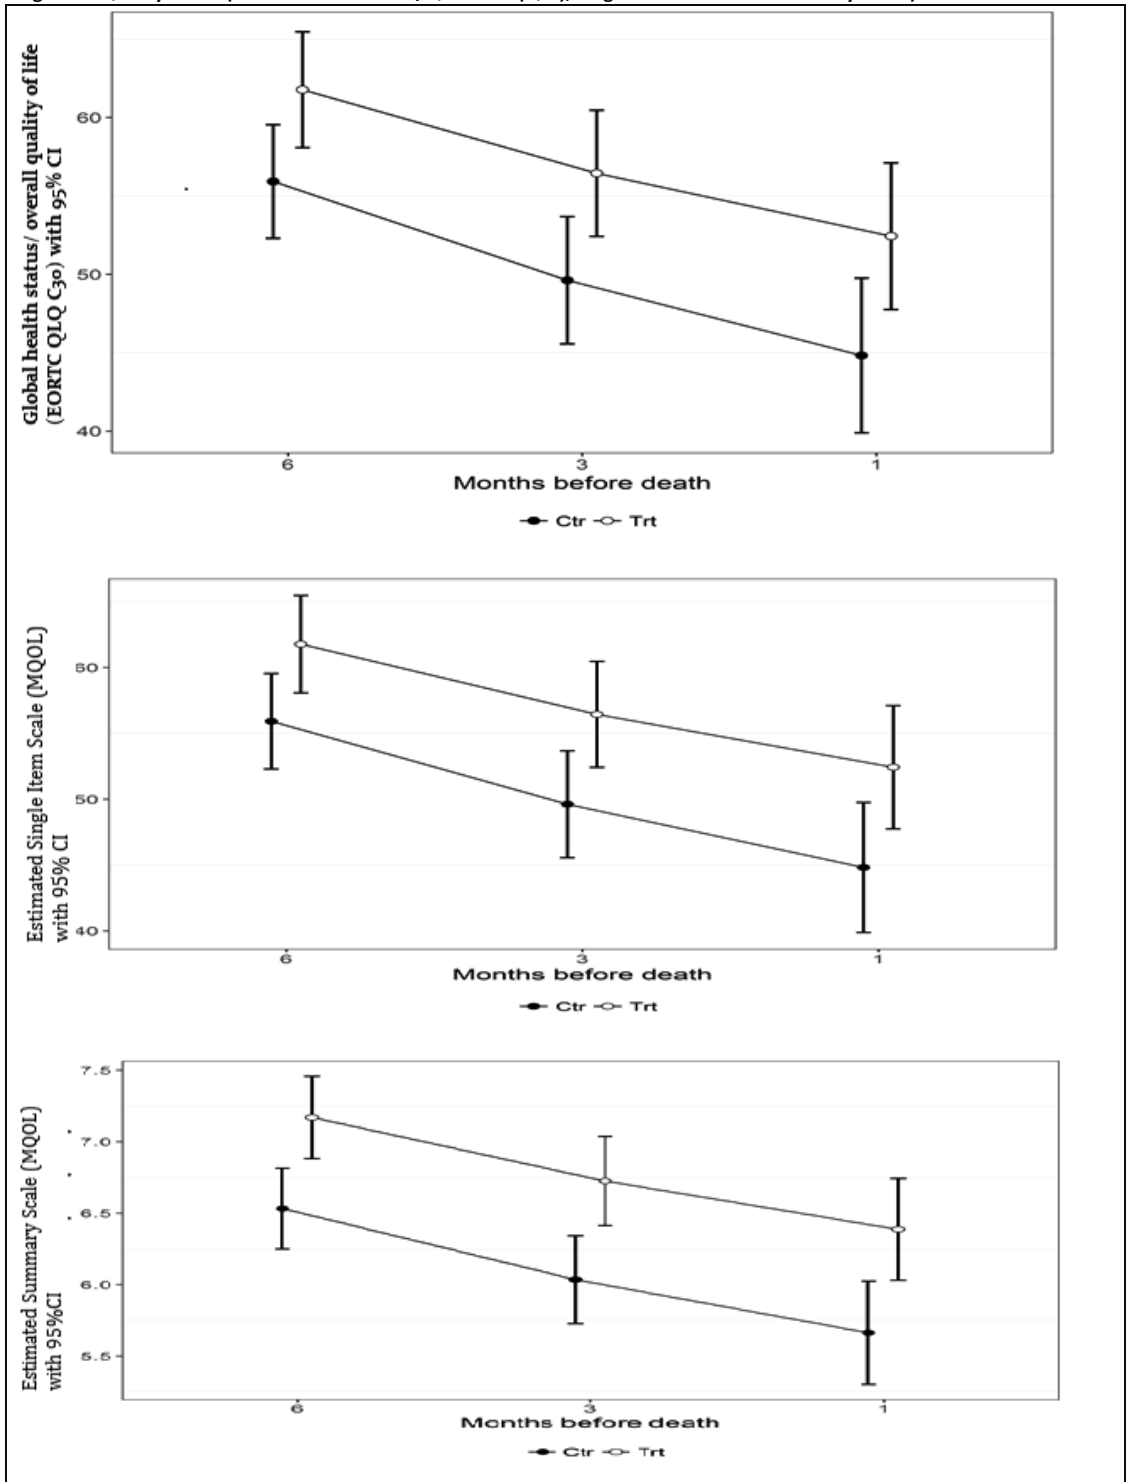 Global health status/ overall quality of life
(EORTC QLQ C30) with 95% CI
60
50
40
6 3 1
Months before death
Ctr Trt
Estimated Single Item Scale (MQOL)
with 95% CI
60
50
40
6 3 1
Months before death
Ctr Trt
Estimated Summary Scale (MQOL)
with 95%CI
7.5
7.0
6.5
6.0
5.5
6 3 1
Months before death
Ctr Trt